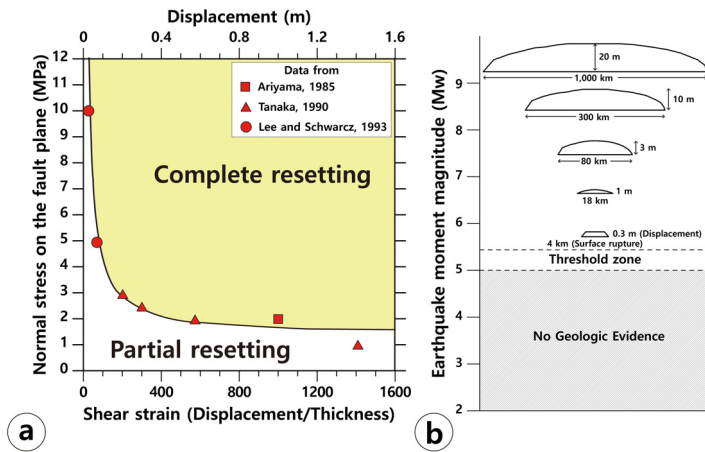 Displacement (m)
0 0.4 0.8 1.2 1.6
Normal stress on the fault plane (MPa)
12
11
10
9
8
7
6
5
4
3
2
1
0
Data from
Ariyama, 1985
Tanaka, 1990
Lee and Schwarcz, 1993
Complete resetting
Partial resetting
0 400 800 1200 1600
Shear strain (Displacement/Thickness)
a
Earthquake moment magnitude (Mw)
9
8
7
6
5
4
3
2
20 m
1,000 km
10 m
300 km
3 m
80 km
1 m
18 km
0.3 m (Displacement)
4 km (Surface rupture)
Threshold zone
No Geologic Evidence
b